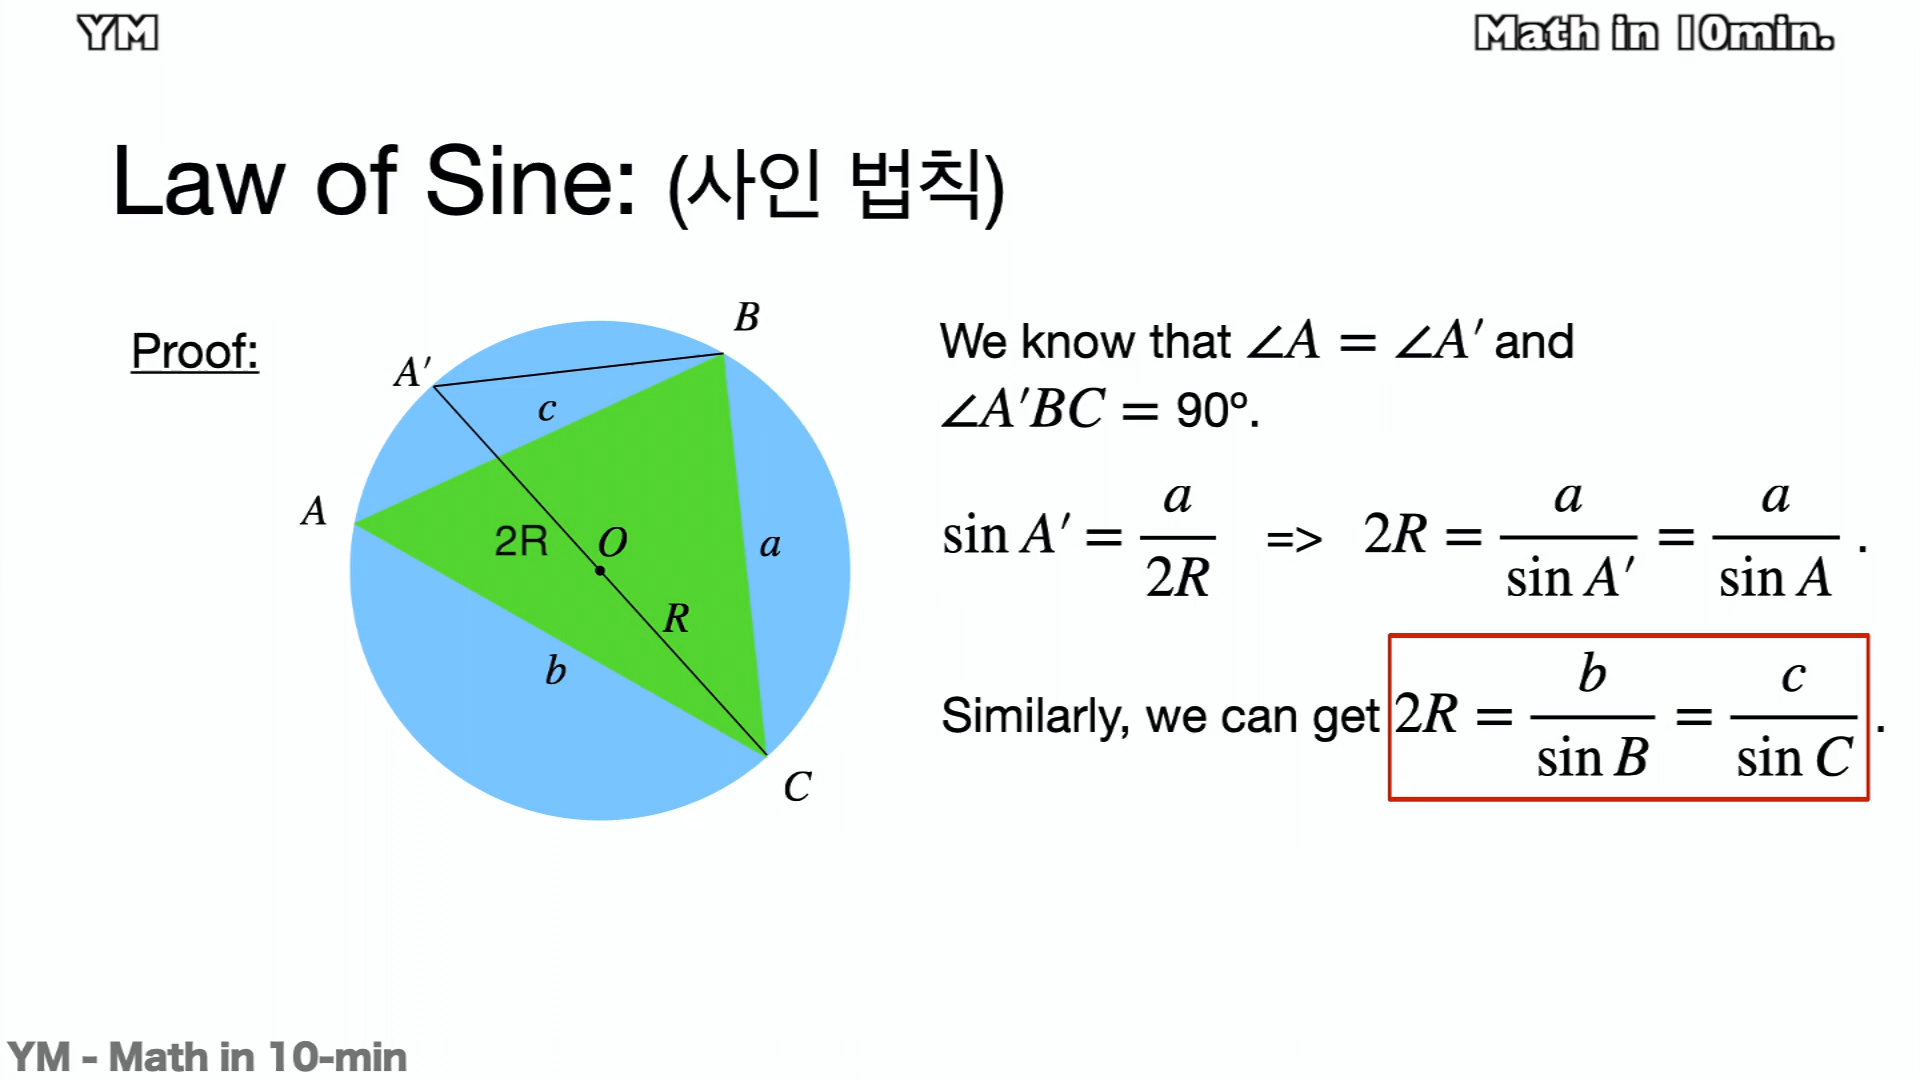 YM
Math in 10min.
Law of Sine: (사인 법칙)
Proof:
B
A′
c
A
2R
O
a
R
b
C
We know that ∠A = ∠A′ and
∠A′BC = 90º.
sin A′ = a/2R => 2R = a/sin A′ = a/sin A .
Similarly, we can get 2R = b/sin B = c/sin C .
YM - Math in 10-min